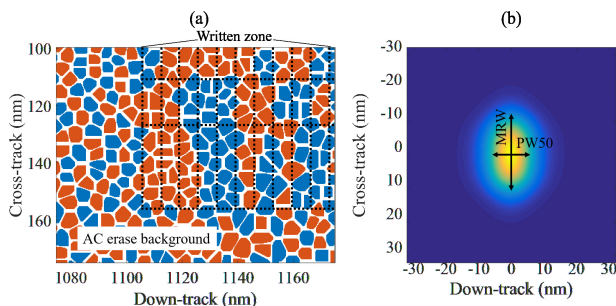 (a)
Written zone
100
120
140
160
Cross-track (nm)
AC erase background
1080 1100 1120 1140 1160
Down-track (nm)
(b)
-30
-20
-10
0
10
20
30
Cross-track (nm)
MRW
PW50
-30 -20 -10 0 10 20 30
Down-track (nm)